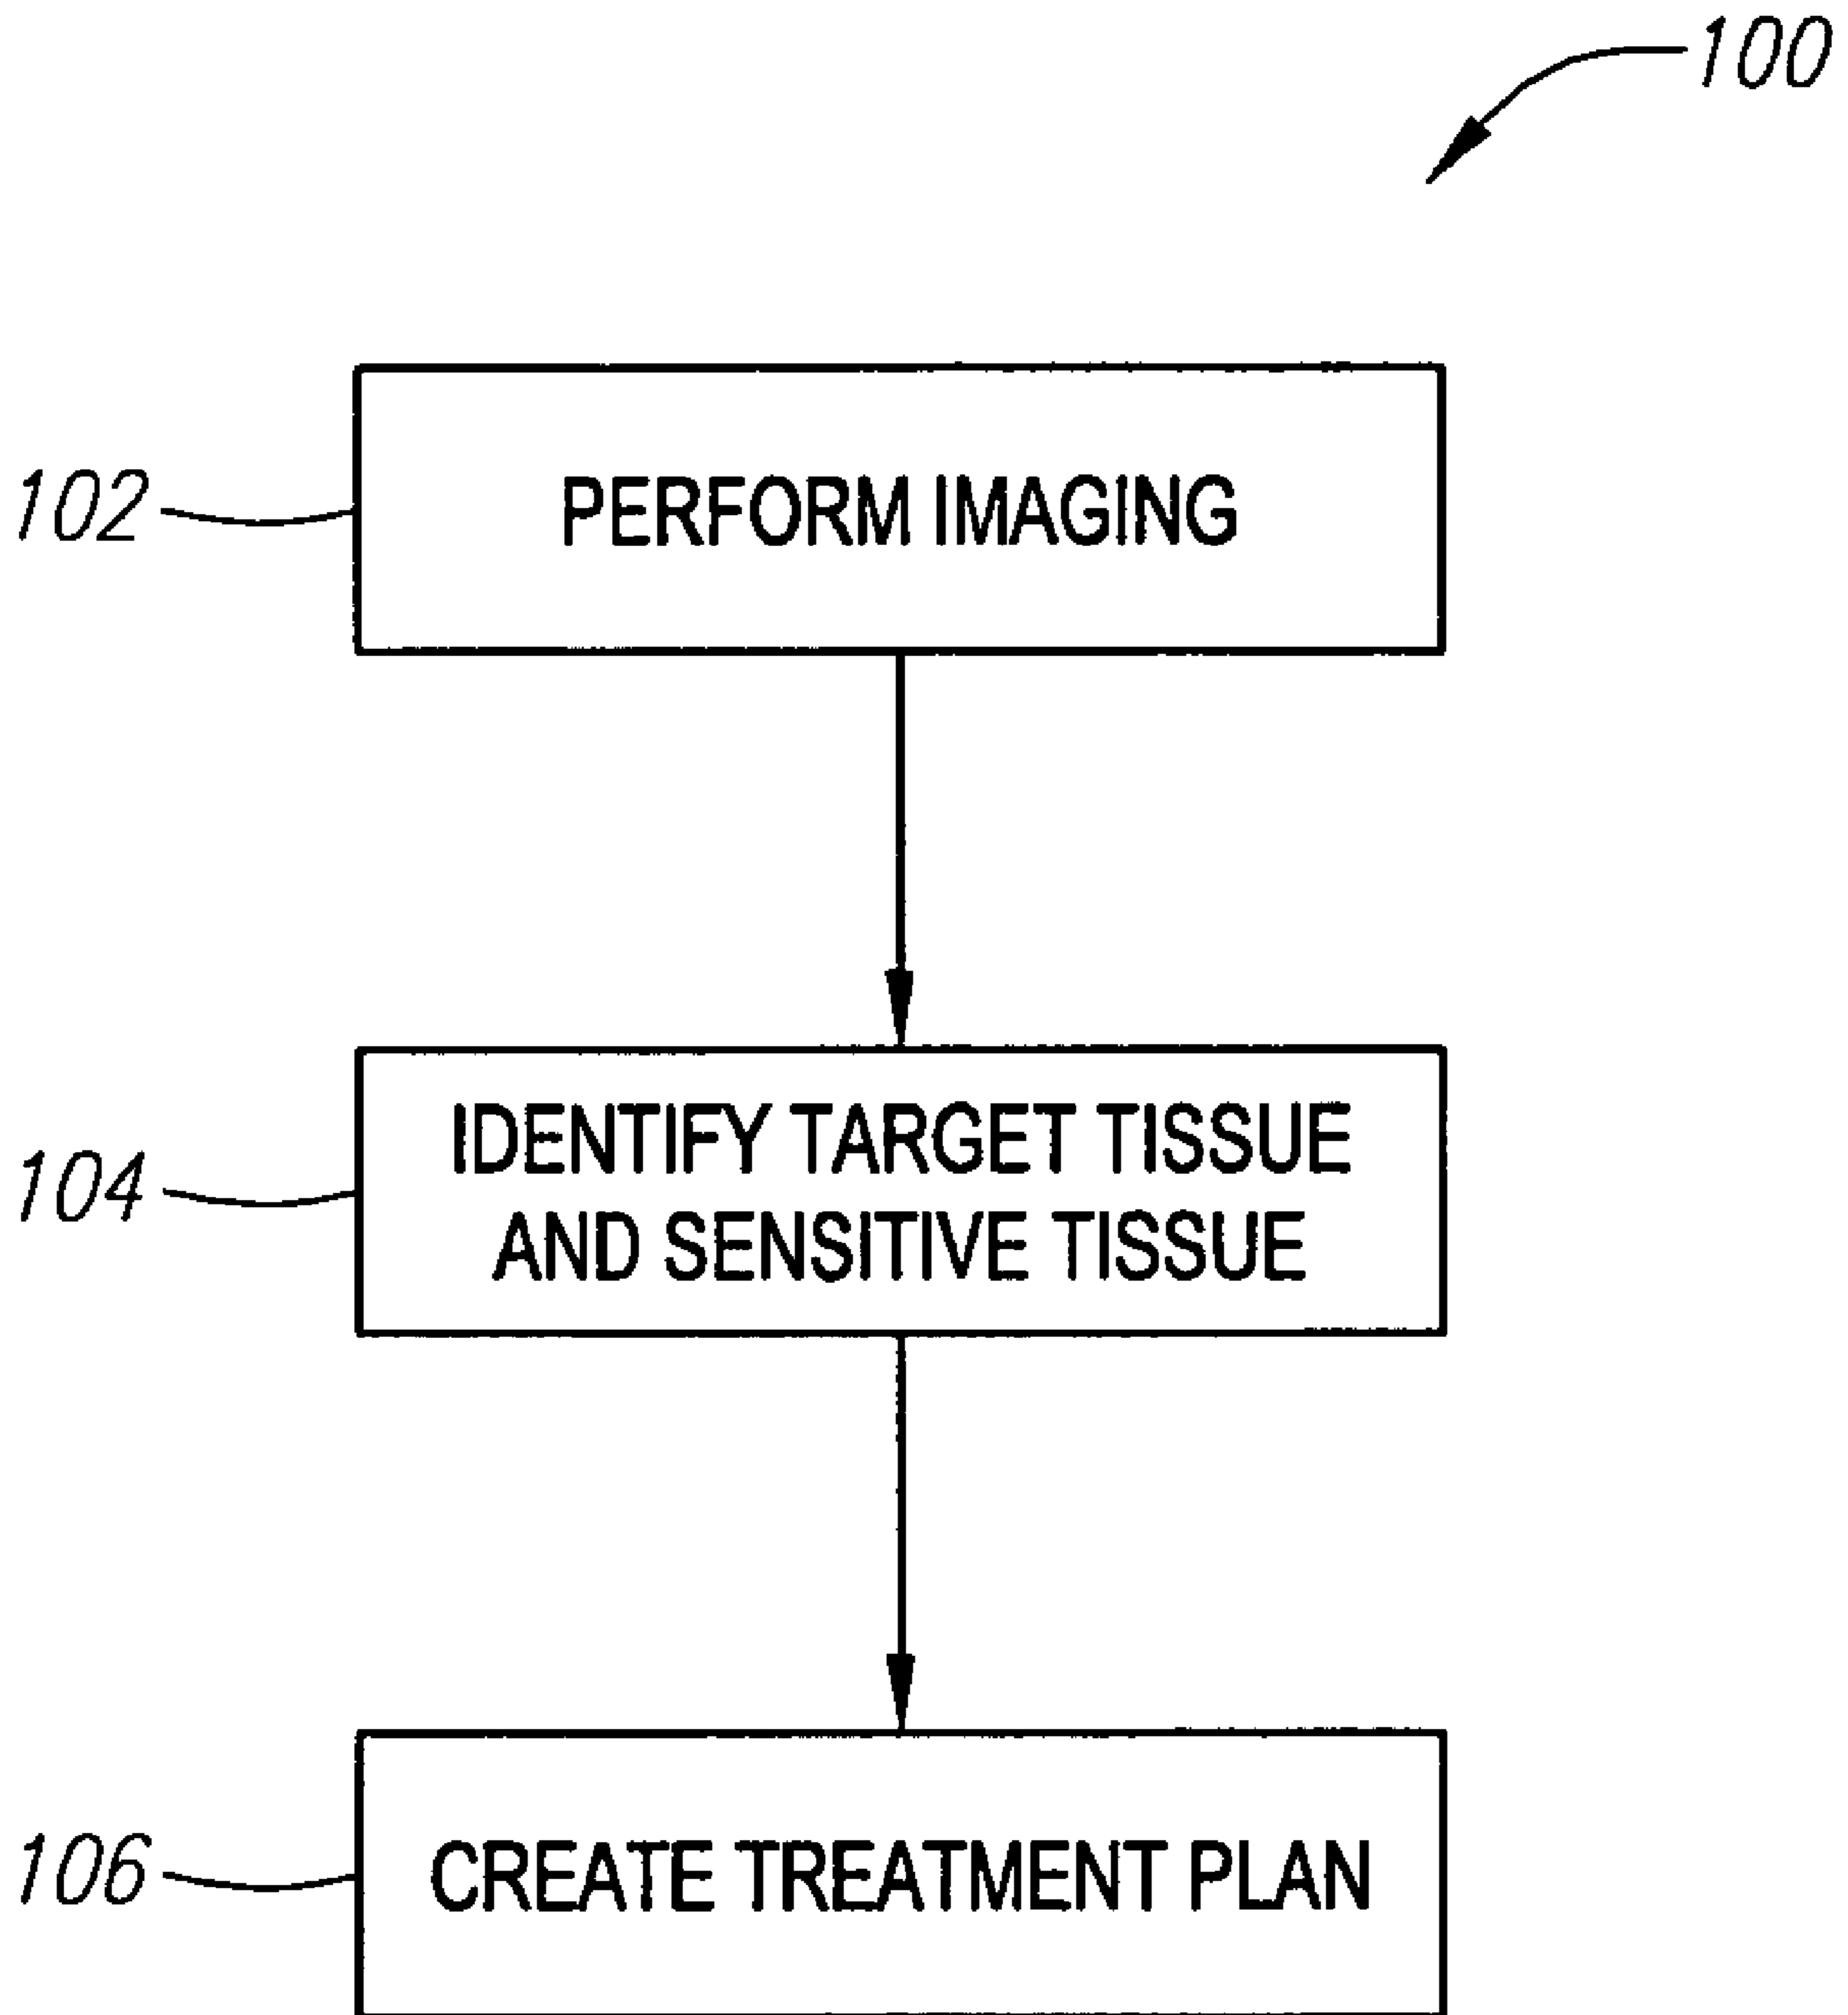 100
102
PERFORM IMAGING
104
IDENTIFY TARGET TISSUE
AND SENSITIVE TISSUE
106
CREATE TREATMENT PLAN